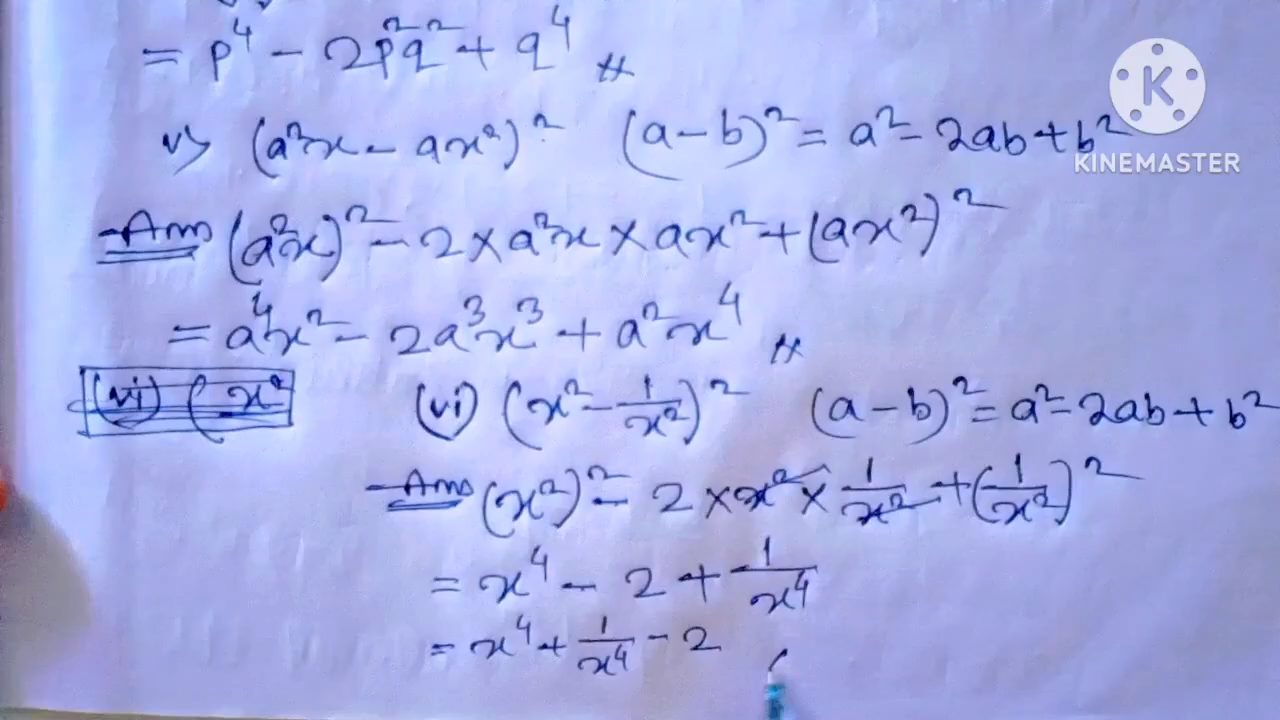 = p⁴ - 2p²q² + q⁴
v) (a²x - ax²)² (a - b)² = a² - 2ab + b²
Ans (a²x)² - 2 × a²x × ax² + (ax²)²
= a⁴x² - 2a³x³ + a²x⁴
(vi) (x² (vi) (x² - 1/x²)² (a - b)² = a² - 2ab + b²
Ans (x²)² - 2 × x² × 1/x² + (1/x²)²
= x⁴ - 2 + 1/x⁴
= x⁴ + 1/x⁴ - 2
K
KINEMASTER